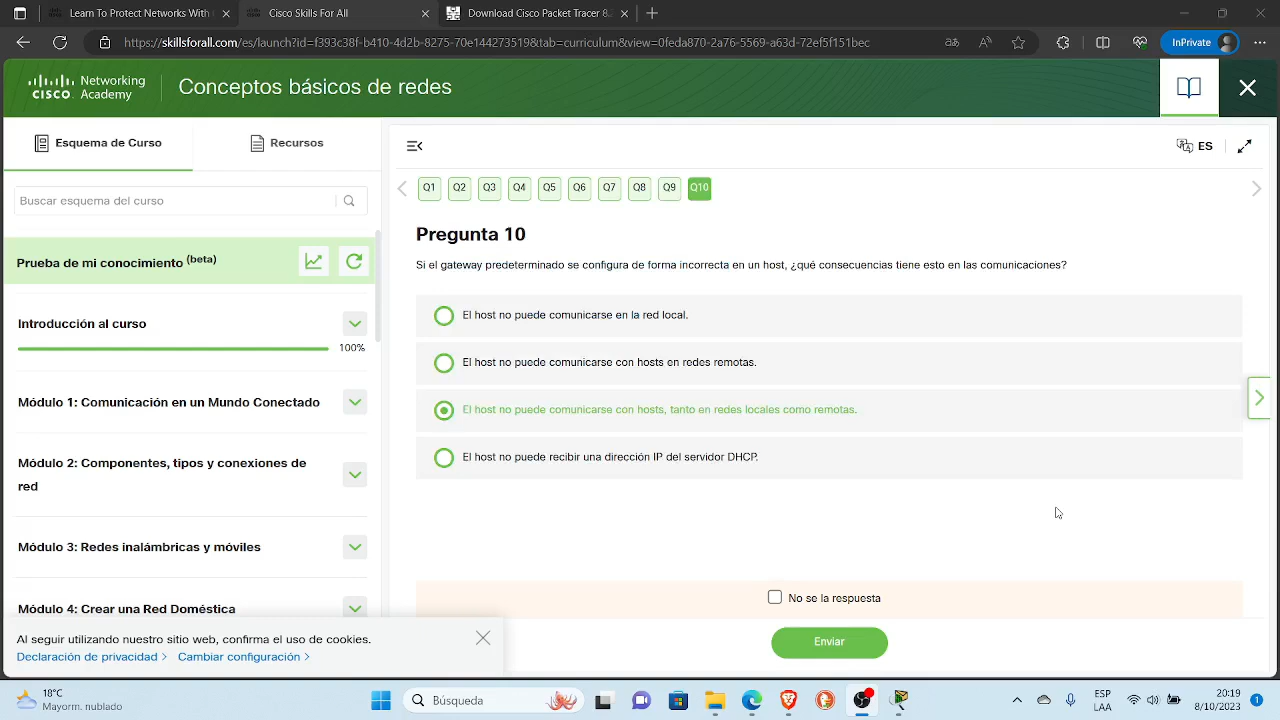 Learn To Protect Networks With
Cisco Skills For All
Download Cisco Packet Tracer 8.
https://skillsforall.com/es/launch?id=f393c38f-b410-4d2b-8275-70e144273519&tab=curriculum&view=0feda870-2a76-5569-a63d-72ef5f151bec
InPrivate
cisco
Networking
Academy
Conceptos básicos de redes
Esquema de Curso
Recursos
ES
Buscar esquema del curso
Q1 Q2 Q3 Q4 Q5 Q6 Q7 Q8 Q9 Q10
Prueba de mi conocimiento (beta)
Introducción al curso
100%
Módulo 1: Comunicación en un Mundo Conectado
Módulo 2: Componentes, tipos y conexiones de
red
Módulo 3: Redes inalámbricas y móviles
Módulo 4: Crear una Red Doméstica
Pregunta 10
Si el gateway predeterminado se configura de forma incorrecta en un host, ¿qué consecuencias tiene esto en las comunicaciones?
El host no puede comunicarse en la red local.
El host no puede comunicarse con hosts en redes remotas.
El host no puede comunicarse con hosts, tanto en redes locales como remotas.
El host no puede recibir una dirección IP del servidor DHCP.
No se la respuesta
Enviar
Al seguir utilizando nuestro sitio web, confirma el uso de cookies.
Declaración de privacidad > Cambiar configuración >
18°C
Mayorm. nublado
Búsqueda
ESP
LAA
20:19
8/10/2023
1